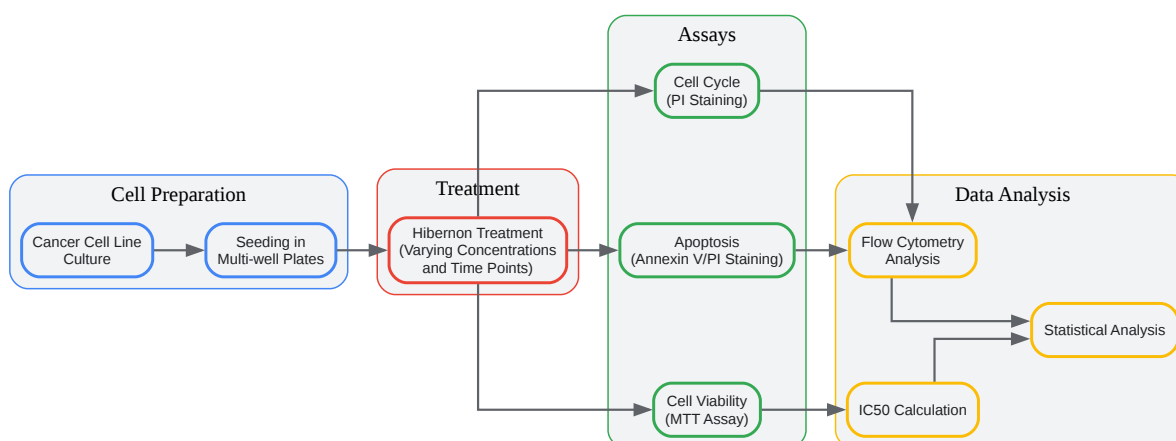 Assays
Cell Cycle
(PI Staining)
Cell Preparation
Treatment
Data Analysis
Cancer Cell Line
Culture
Seeding in
Multi-well Plates
Hibernon Treatment
(Varying Concentrations
and Time Points)
Apoptosis
(Annexin V/PI Staining)
Flow Cytometry
Analysis
Statistical Analysis
Cell Viability
(MTT Assay)
IC50 Calculation